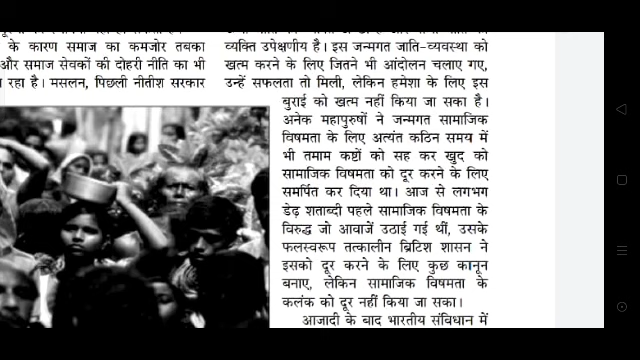 के कारण समाज का कमजोर तबका
और समाज सेवकों की दोहरी नीति का भी
रहा है। मसलन, पिछली नीतीश सरकार
व्यक्ति उपेक्षणीय है। इस जन्मगत जाति-व्यवस्था को
खत्म करने के लिए जितने भी आंदोलन चलाए गए,
उन्हें सफलता तो मिली, लेकिन हमेशा के लिए इस
बुराई को खत्म नहीं किया जा सका है।
अनेक महापुरुषों ने जन्मगत सामाजिक
विषमता के लिए अत्यंत कठिन समय में
भी तमाम कष्टों को सह कर खुद को
सामाजिक विषमता को दूर करने के लिए
समर्पित कर दिया था। आज से लगभग
डेढ़ शताब्दी पहले सामाजिक विषमता के
विरुद्ध जो आवाजें उठाई गई थीं, उसके
फलस्वरूप तत्कालीन ब्रिटिश शासन ने
इसको दूर करने के लिए कुछ कानून
बनाए, लेकिन सामाजिक विषमता के
कलंक को दूर नहीं किया जा सका।
आजादी के बाद भारतीय संविधान में